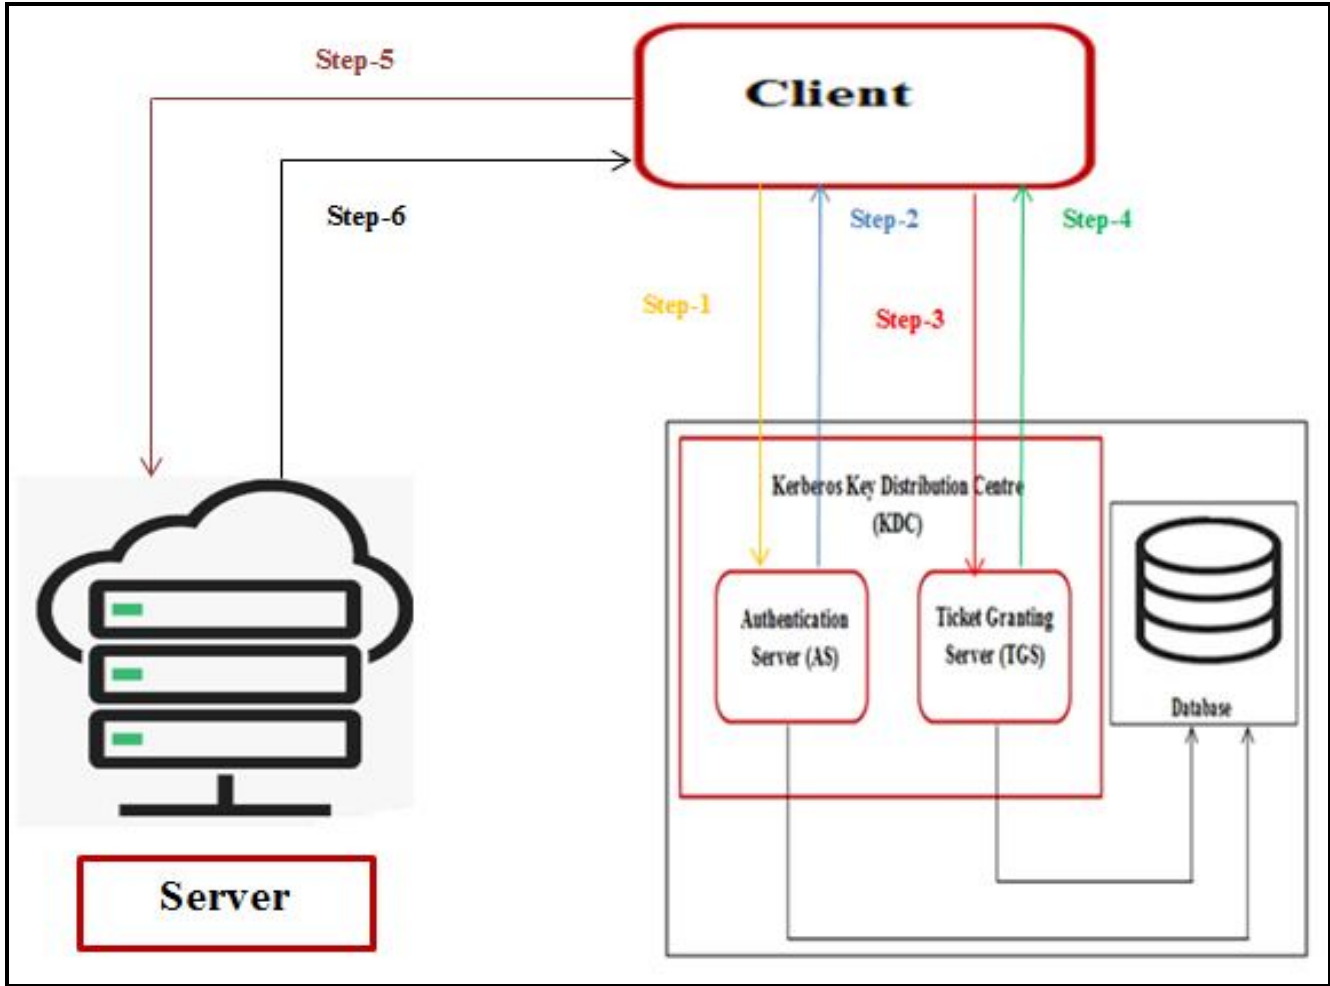 Step-5
Client
Step-6
Step-2
Step-4
Step-1
Step-3
Kerberos Key Distribution Centre
(KDC)
Authentication
Server (AS)
Ticket Granting
Server (TGS)
Database
Server